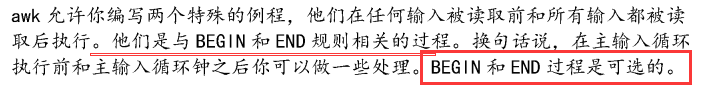 awk 允许你编写两个特殊的例程，他们在任何输入被读取前和所有输入都被读
取后执行。他们是与 BEGIN 和 END 规则相关的过程。换句话说，在主输入循环
执行前和主输入循环钟之后你可以做一些处理。BEGIN 和 END 过程是可选的。